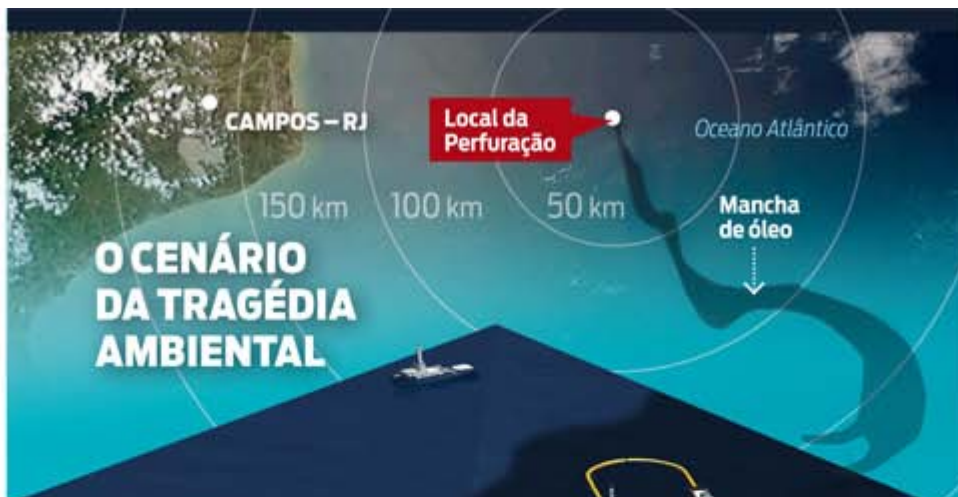 CAMPOS – RJ
Local da
Perfuração
Oceano Atlântico
150 km
100 km
50 km
Mancha
de óleo
O CENÁRIO
DA TRAGÉDIA
AMBIENTAL